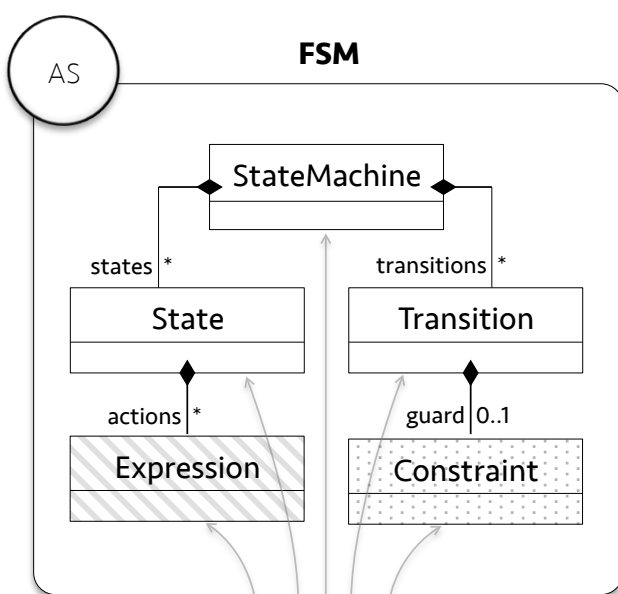 AS
FSM
StateMachine
states *
transitions *
State
Transition
actions *
guard 0..1
Expression
Constraint